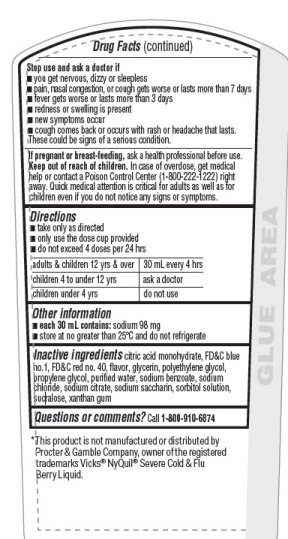 Drug Facts (continued)
Stop use and ask a doctor if
■ you get nervous, dizzy or sleepless
■ pain, nasal congestion, or cough gets worse or lasts more than 7 days
■ fever gets worse or lasts more than 3 days
■ redness or swelling is present
■ new symptoms occur
■ cough comes back or occurs with rash or headache that lasts.
These could be signs of a serious condition.
If pregnant or breast-feeding, ask a health professional before use.
Keep out of reach of children. In case of overdose, get medical
help or contact a Poison Control Center (1-800-222-1222) right
away. Quick medical attention is critical for adults as well as for
children even if you do not notice any signs or symptoms.
Directions
■ take only as directed
■ only use the dose cup provided
■ do not exceed 4 doses per 24 hrs
adults & children 12 yrs & over 30 mL every 4 hrs
children 4 to under 12 yrs ask a doctor
children under 4 yrs do not use
Other information
■ each 30 mL contains: sodium 98 mg
■ store at no greater than 25°C and do not refrigerate
Inactive ingredients citric acid monohydrate, FD&C blue
no.1, FD&C red no. 40, flavor, glycerin, polyethylene glycol,
propylene glycol, purified water, sodium benzoate, sodium
chloride, sodium citrate, sodium saccharin, sorbitol solution,
sucralose, xanthan gum
Questions or comments? Call 1-800-910-6874
*This product is not manufactured or distributed by
Procter & Gamble Company, owner of the registered
trademarks Vicks® NyQuil® Severe Cold & Flu
Berry Liquid.
GLUE AREA